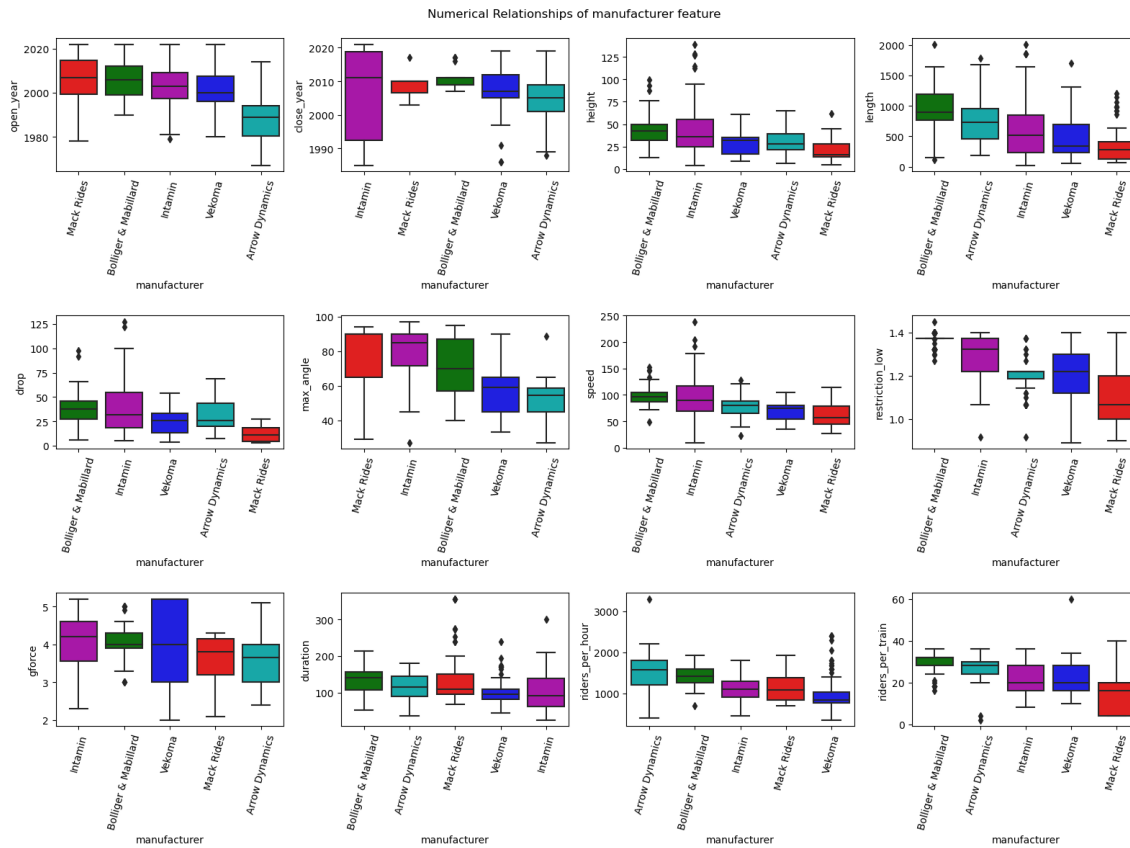 Numerical Relationships of manufacturer feature
open_year
2020
2000
1980
Mack Rides
Bolliger & Mabillard
Intamin
Vekoma
Arrow Dynamics
manufacturer
close_year
2020
2010
2000
1990
Intamin
Mack Rides
Bolliger & Mabillard
Vekoma
Arrow Dynamics
manufacturer
height
125
100
75
50
25
0
Bolliger & Mabillard
Intamin
Vekoma
Arrow Dynamics
Mack Rides
manufacturer
length
2000
1500
1000
500
0
Bolliger & Mabillard
Arrow Dynamics
Intamin
Vekoma
Mack Rides
manufacturer
drop
125
100
75
50
25
0
Bolliger & Mabillard
Intamin
Vekoma
Arrow Dynamics
Mack Rides
manufacturer
max_angle
100
80
60
40
Mack Rides
Intamin
Bolliger & Mabillard
Vekoma
Arrow Dynamics
manufacturer
speed
250
200
150
100
50
0
Bolliger & Mabillard
Intamin
Arrow Dynamics
Vekoma
Mack Rides
manufacturer
restriction_low
1.4
1.2
1.0
Bolliger & Mabillard
Intamin
Arrow Dynamics
Vekoma
Mack Rides
manufacturer
gforce
5
4
3
2
Intamin
Bolliger & Mabillard
Vekoma
Mack Rides
Arrow Dynamics
manufacturer
duration
300
200
100
Bolliger & Mabillard
Arrow Dynamics
Mack Rides
Vekoma
Intamin
manufacturer
riders_per_hour
3000
2000
1000
Arrow Dynamics
Bolliger & Mabillard
Intamin
Mack Rides
Vekoma
manufacturer
riders_per_train
60
40
20
0
Bolliger & Mabillard
Arrow Dynamics
Intamin
Vekoma
Mack Rides
manufacturer